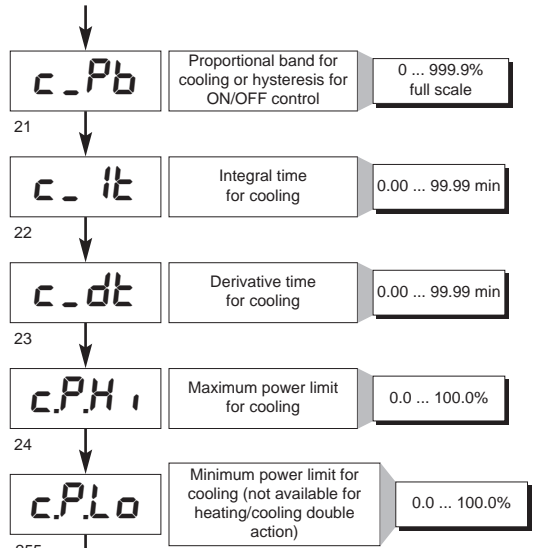 c_Pb
Proportional band for
cooling or hysteresis for
ON/OFF control
0 ... 999.9%
full scale
21
c_ It
Integral time
for cooling
0.00 ... 99.99 min
22
c_dt
Derivative time
for cooling
0.00 ... 99.99 min
23
c.P.H i
Maximum power limit
for cooling
0.0 ... 100.0%
24
c.P.L o
Minimum power limit for
cooling (not available for
heating/cooling double
action)
0.0 ... 100.0%